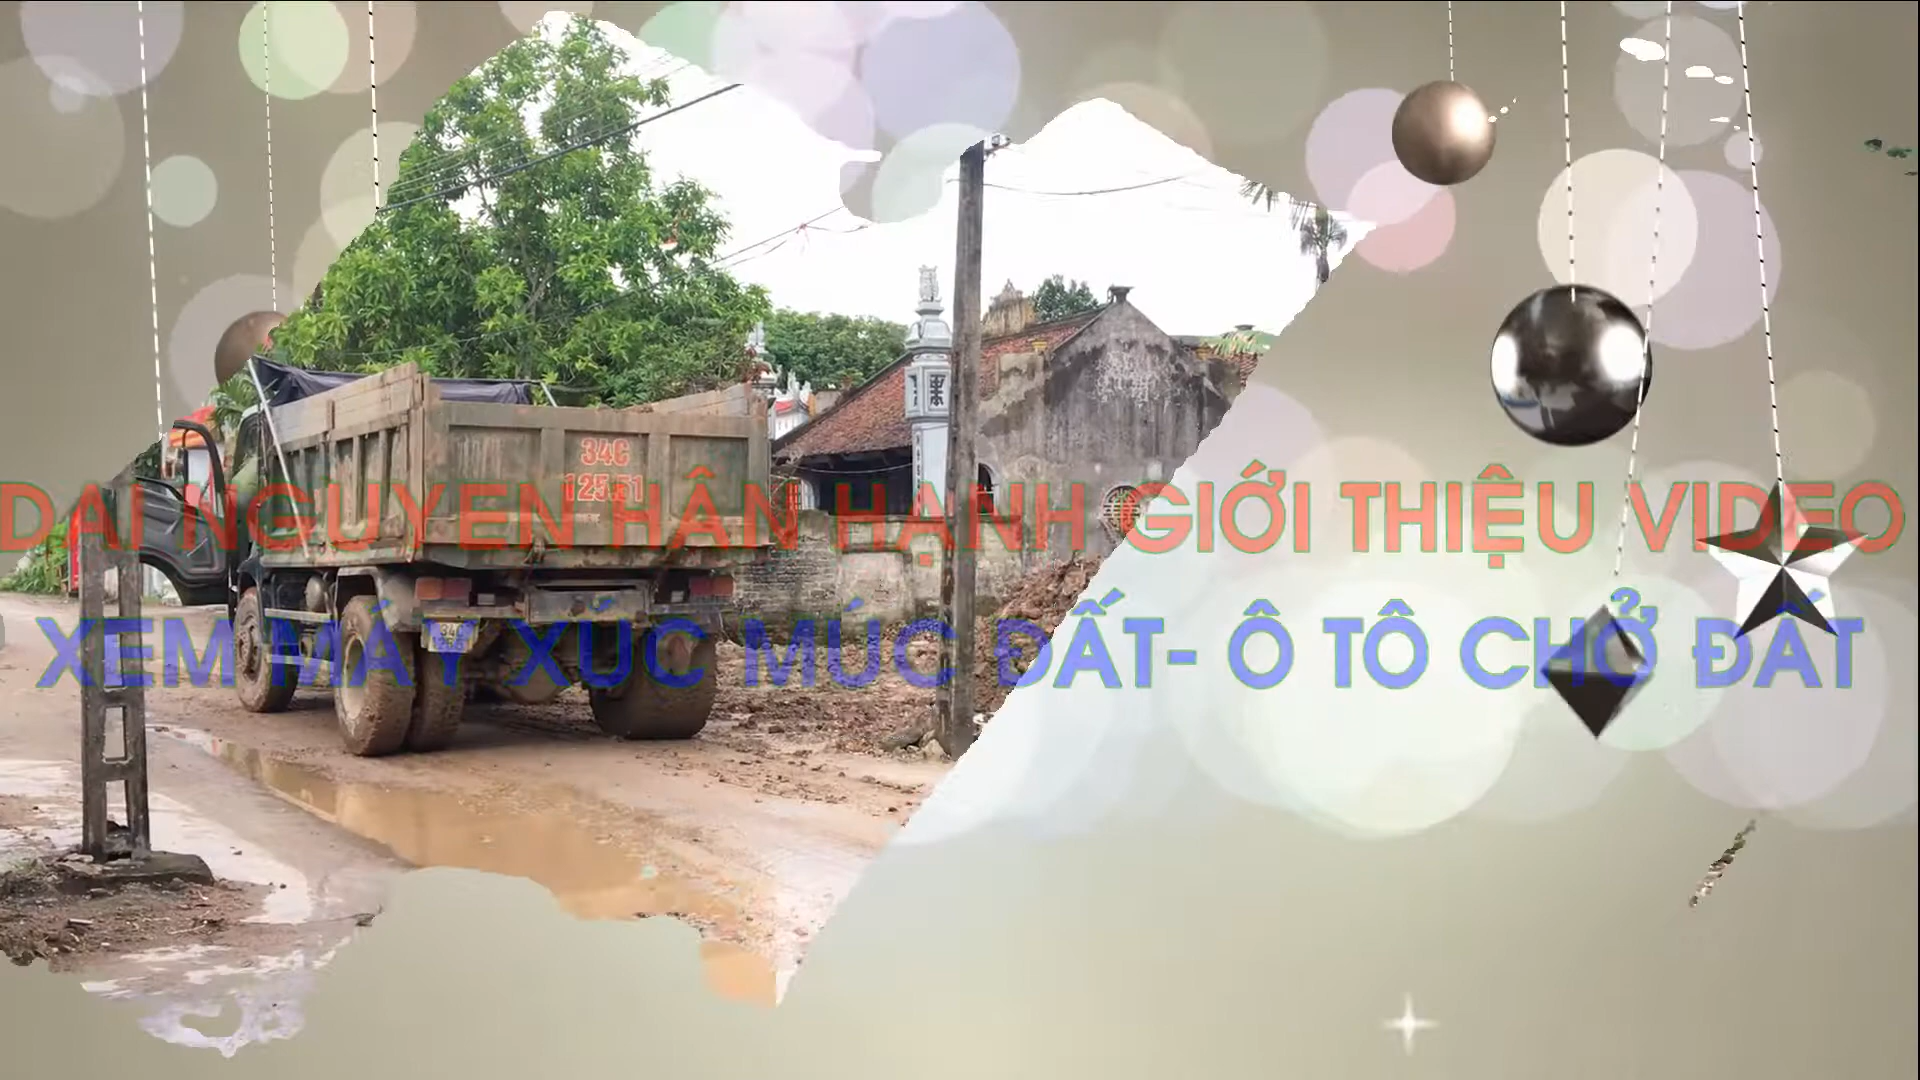 34C
125.51
DAI NGUYEN HÂN HẠNH GIỚI THIỆU VIDEO
XEM MÁY XÚC MÚC ĐẤT- Ô TÔ CHỞ ĐẤT